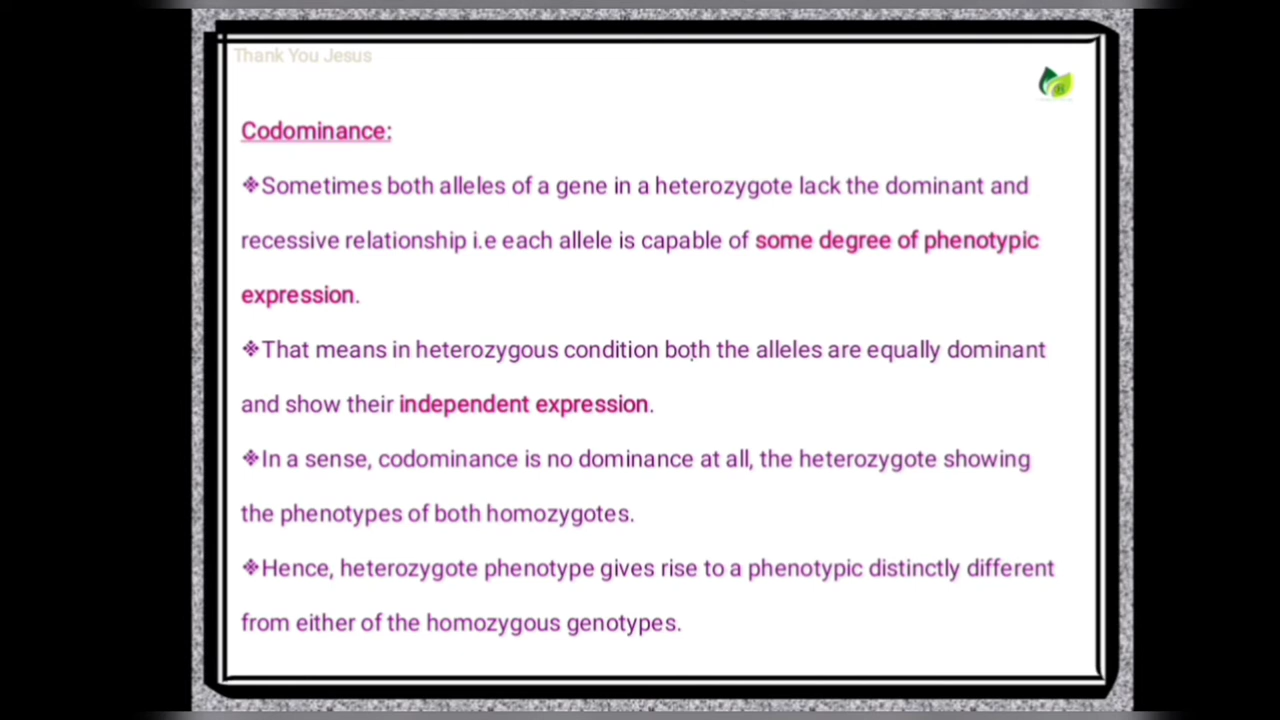 Thank You Jesus
Codominance:
❖Sometimes both alleles of a gene in a heterozygote lack the dominant and
recessive relationship i.e each allele is capable of some degree of phenotypic
expression.
❖That means in heterozygous condition both the alleles are equally dominant
and show their independent expression.
❖In a sense, codominance is no dominance at all, the heterozygote showing
the phenotypes of both homozygotes.
❖Hence, heterozygote phenotype gives rise to a phenotypic distinctly different
from either of the homozygous genotypes.